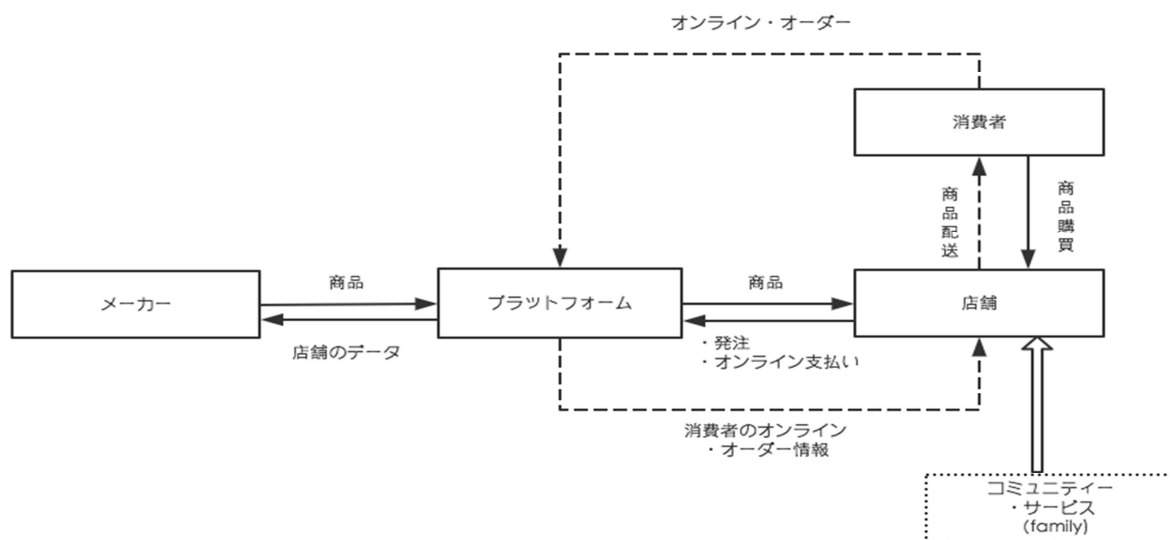 オンライン・オーダー
消費者
商品配送
商品購買
メーカー
商品
プラットフォーム
商品
店舗
店舗のデータ
・発注
・オンライン支払い
消費者のオンライン
・オーダー情報
コミュニティー
・サービス
(family)